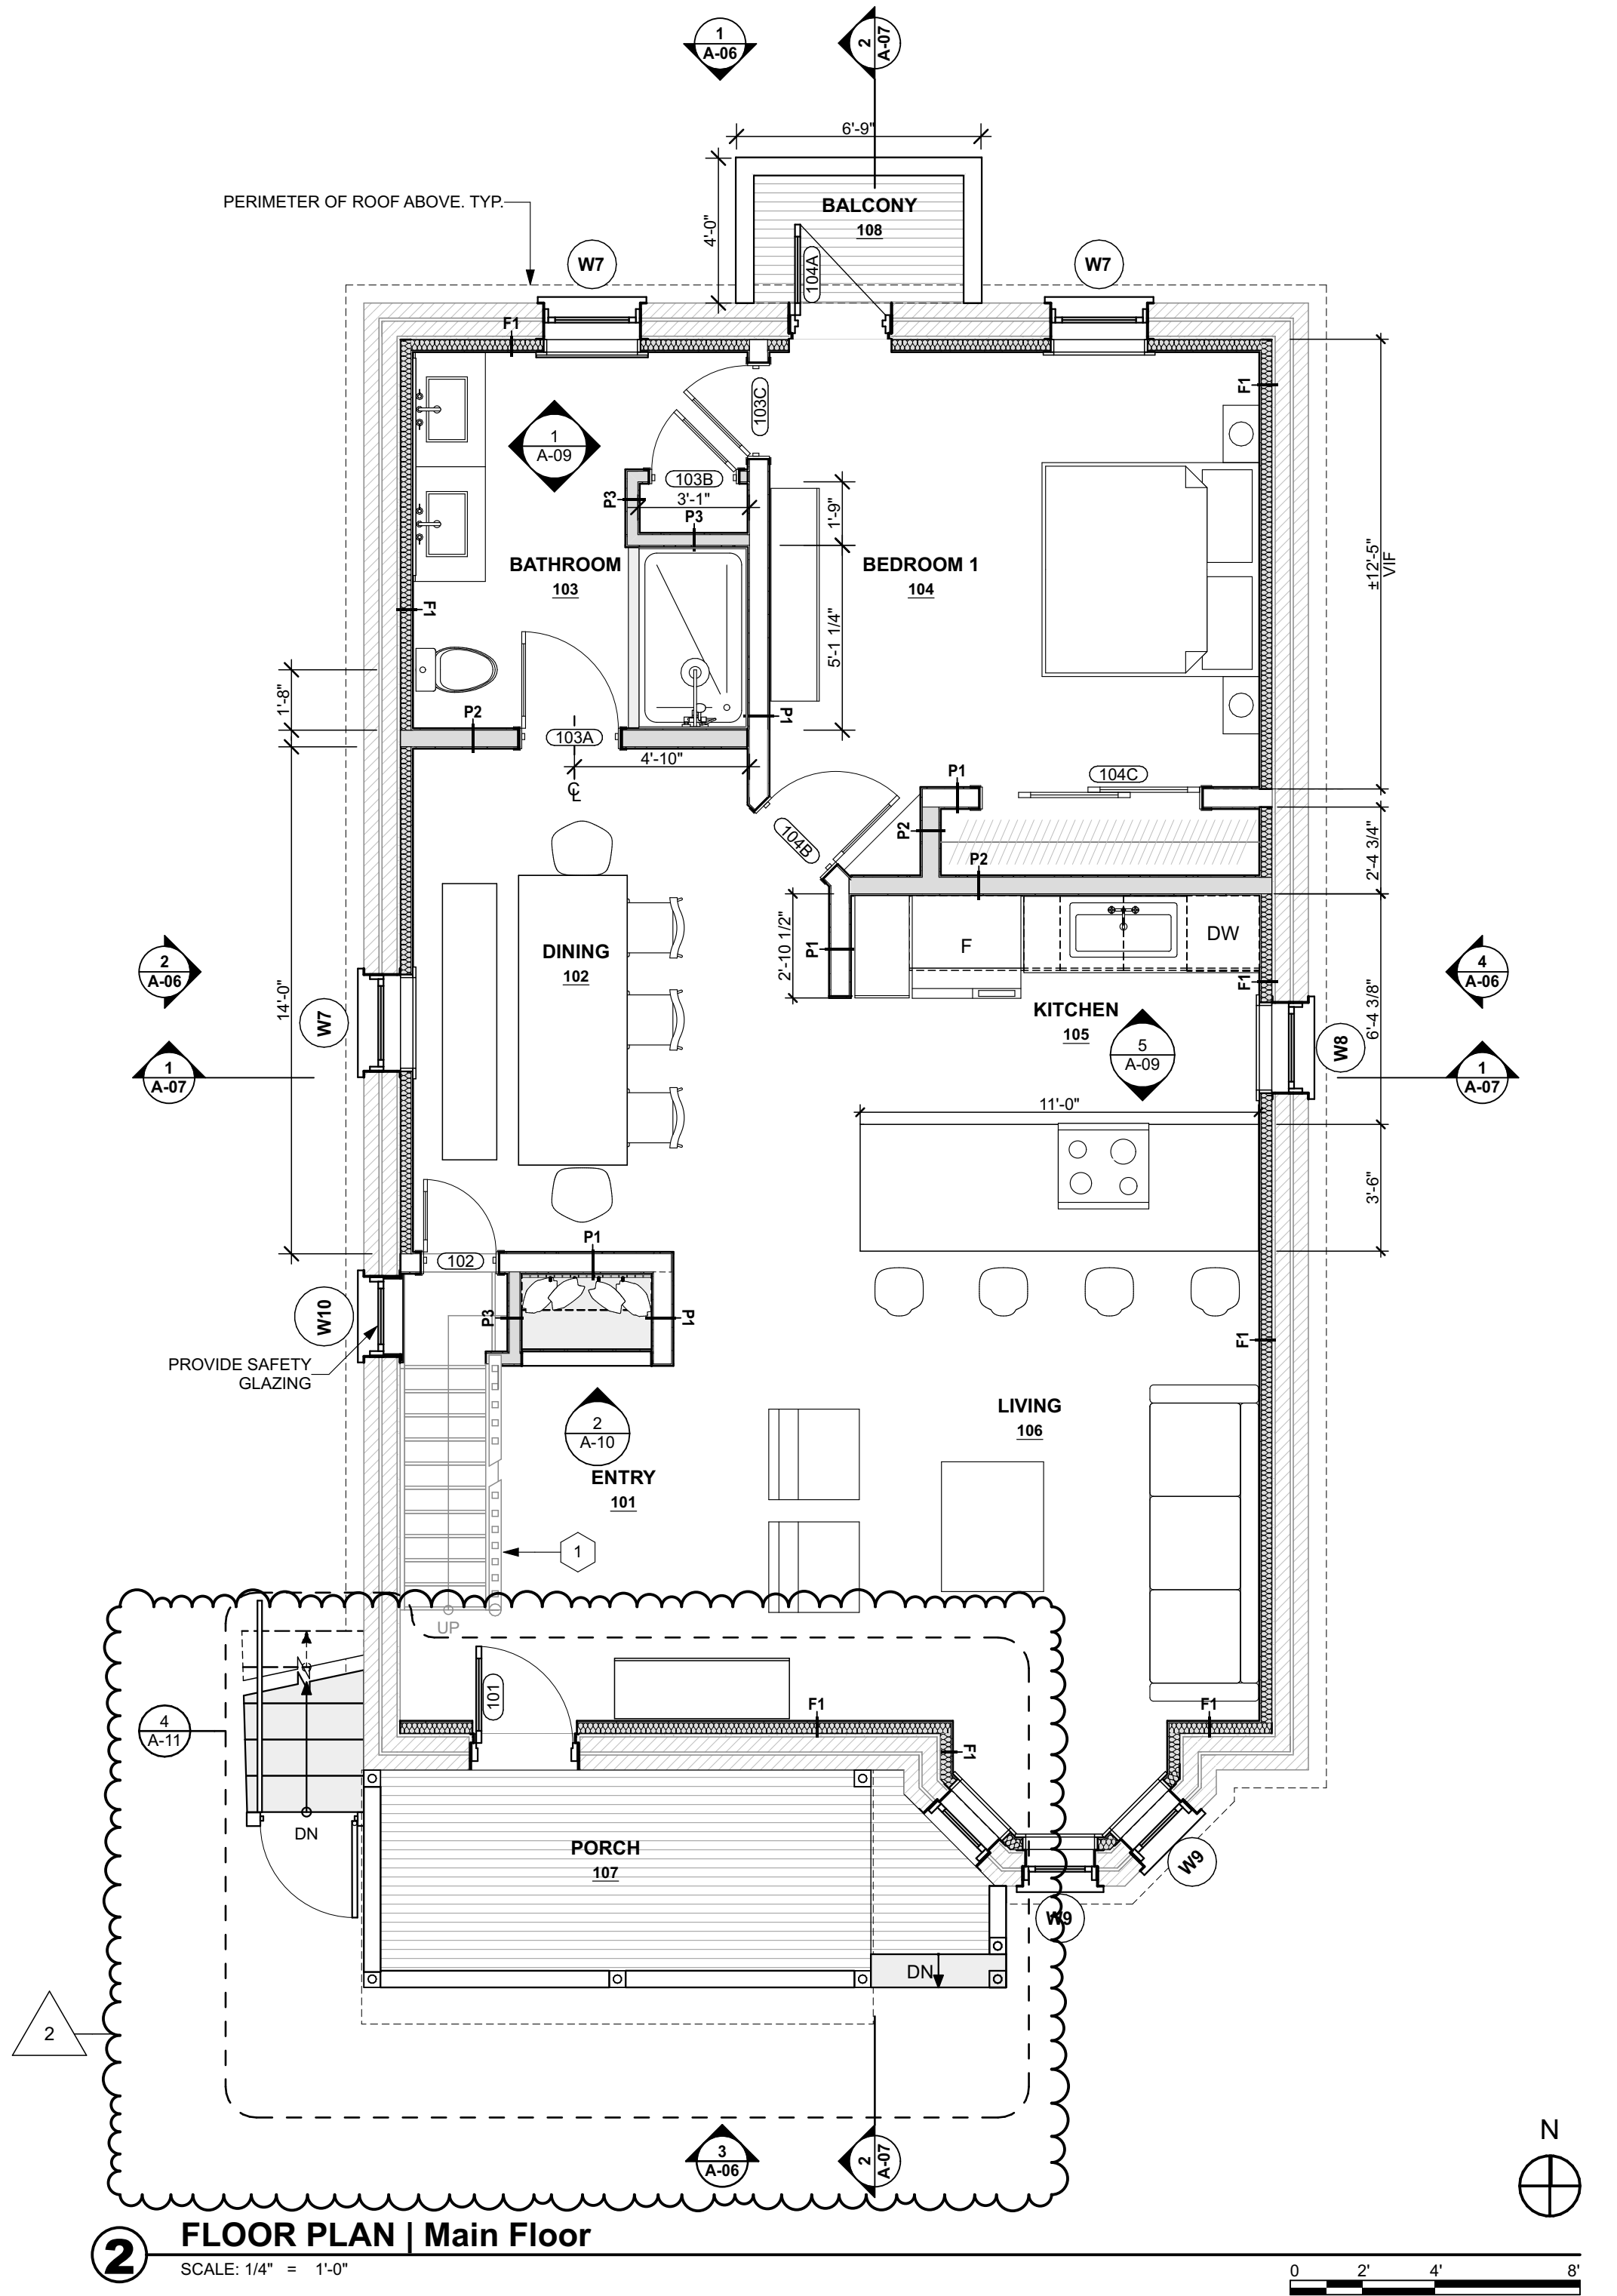 1
A-06
2
A-07
6'-9"
PERIMETER OF ROOF ABOVE. TYP.
4'-0"
BALCONY
108
W7
104A
W7
F1
103C
F1
1
A-09
103B
P3
3'-1"
P3
1'-9"
BATHROOM
103
BEDROOM 1
104
±12'-5"
VIF
F1
5'-1 1/4"
1'-8"
P2
P1
103A
4'-10"
CL
P1
104C
104B
P2
P2
2'-4 3/4"
2'-10 1/2"
P1
F
DW
DINING
102
2
A-06
4
A-06
14'-0"
F1
6'-4 3/8"
KITCHEN
105
W7
5
A-09
W8
1
A-07
1
A-07
11'-0"
3'-6"
P1
102
W10
P3
P1
F1
PROVIDE SAFETY
GLAZING
LIVING
106
2
A-10
ENTRY
101
1
UP
101
F1
F1
4
A-11
F1
DN
PORCH
107
W9
W9
DN
2
3
A-06
2
A-07
N
2
FLOOR PLAN | Main Floor
SCALE: 1/4" = 1'-0"
0 2' 4' 8'